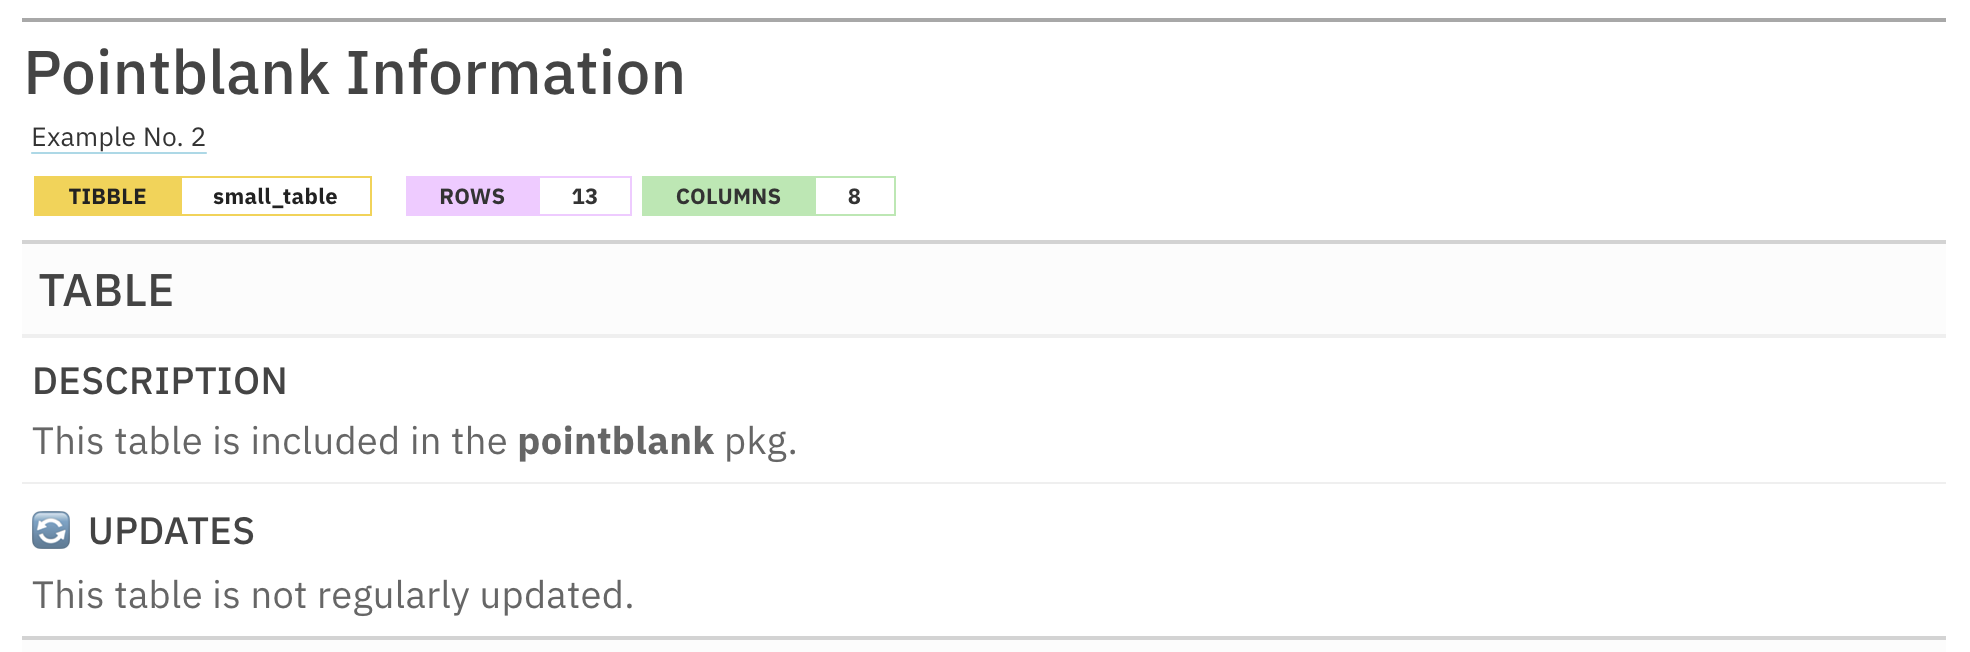 Pointblank Information
Example No. 2
TIBBLE small_table ROWS 13 COLUMNS 8
TABLE
DESCRIPTION
This table is included in the pointblank pkg.
🔄 UPDATES
This table is not regularly updated.